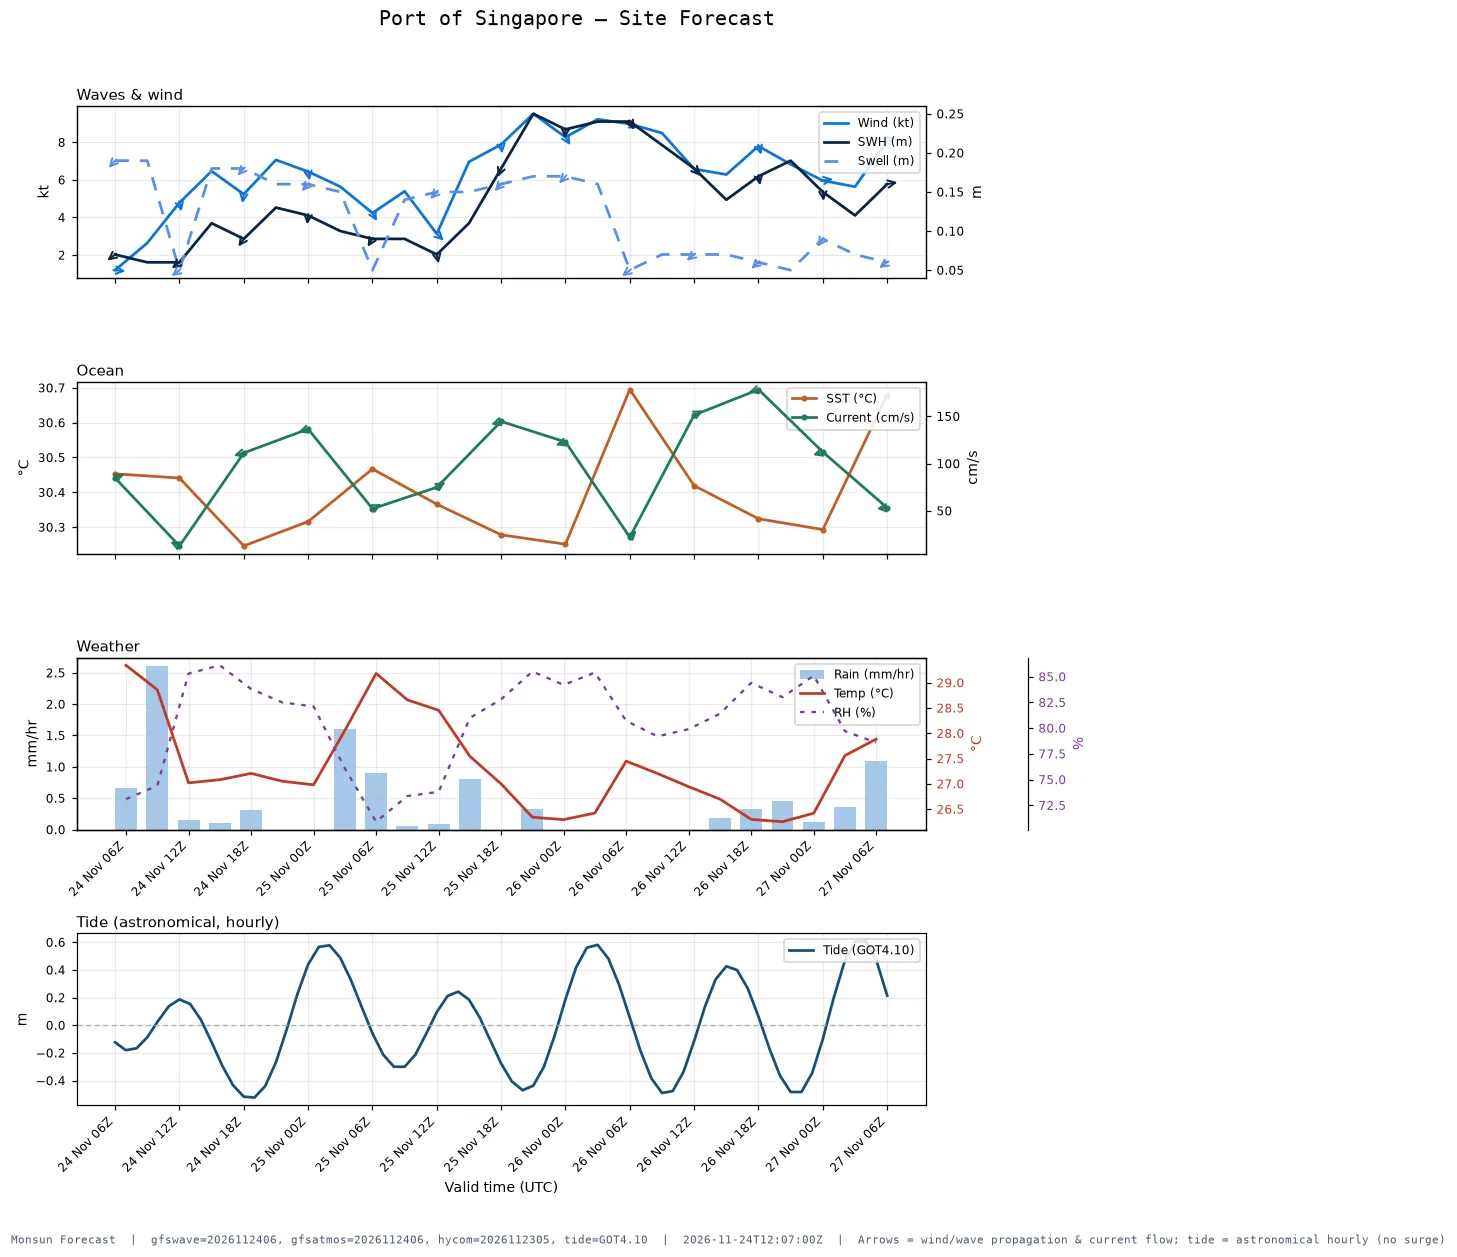 Port of Singapore — Site Forecast
Waves & wind
Wind (kt)
SWH (m)
Swell (m)
8
6
4
2
kt
0.25
0.20
0.15
0.10
0.05
m
Ocean
SST (°C)
Current (cm/s)
30.7
30.6
30.5
30.4
30.3
°C
150
100
50
cm/s
Weather
Rain (mm/hr)
Temp (°C)
RH (%)
2.5
2.0
1.5
1.0
0.5
0.0
mm/hr
29.0
28.5
28.0
27.5
27.0
26.5
°C
85.0
82.5
80.0
77.5
75.0
72.5
%
24 Nov 06Z
24 Nov 12Z
24 Nov 18Z
25 Nov 00Z
25 Nov 06Z
25 Nov 12Z
25 Nov 18Z
26 Nov 00Z
26 Nov 06Z
26 Nov 12Z
26 Nov 18Z
27 Nov 00Z
27 Nov 06Z
Tide (astronomical, hourly)
Tide (GOT4.10)
0.6
0.4
0.2
0.0
−0.2
−0.4
m
24 Nov 06Z
24 Nov 12Z
24 Nov 18Z
25 Nov 00Z
25 Nov 06Z
25 Nov 12Z
25 Nov 18Z
26 Nov 00Z
26 Nov 06Z
26 Nov 12Z
26 Nov 18Z
27 Nov 00Z
27 Nov 06Z
Valid time (UTC)
Monsun Forecast | gfswave=2026112406, gfsatmos=2026112406, hycom=2026112305, tide=GOT4.10 | 2026-11-24T12:07:00Z | Arrows = wind/wave propagation & current flow; tide = astronomical hourly (no surge)